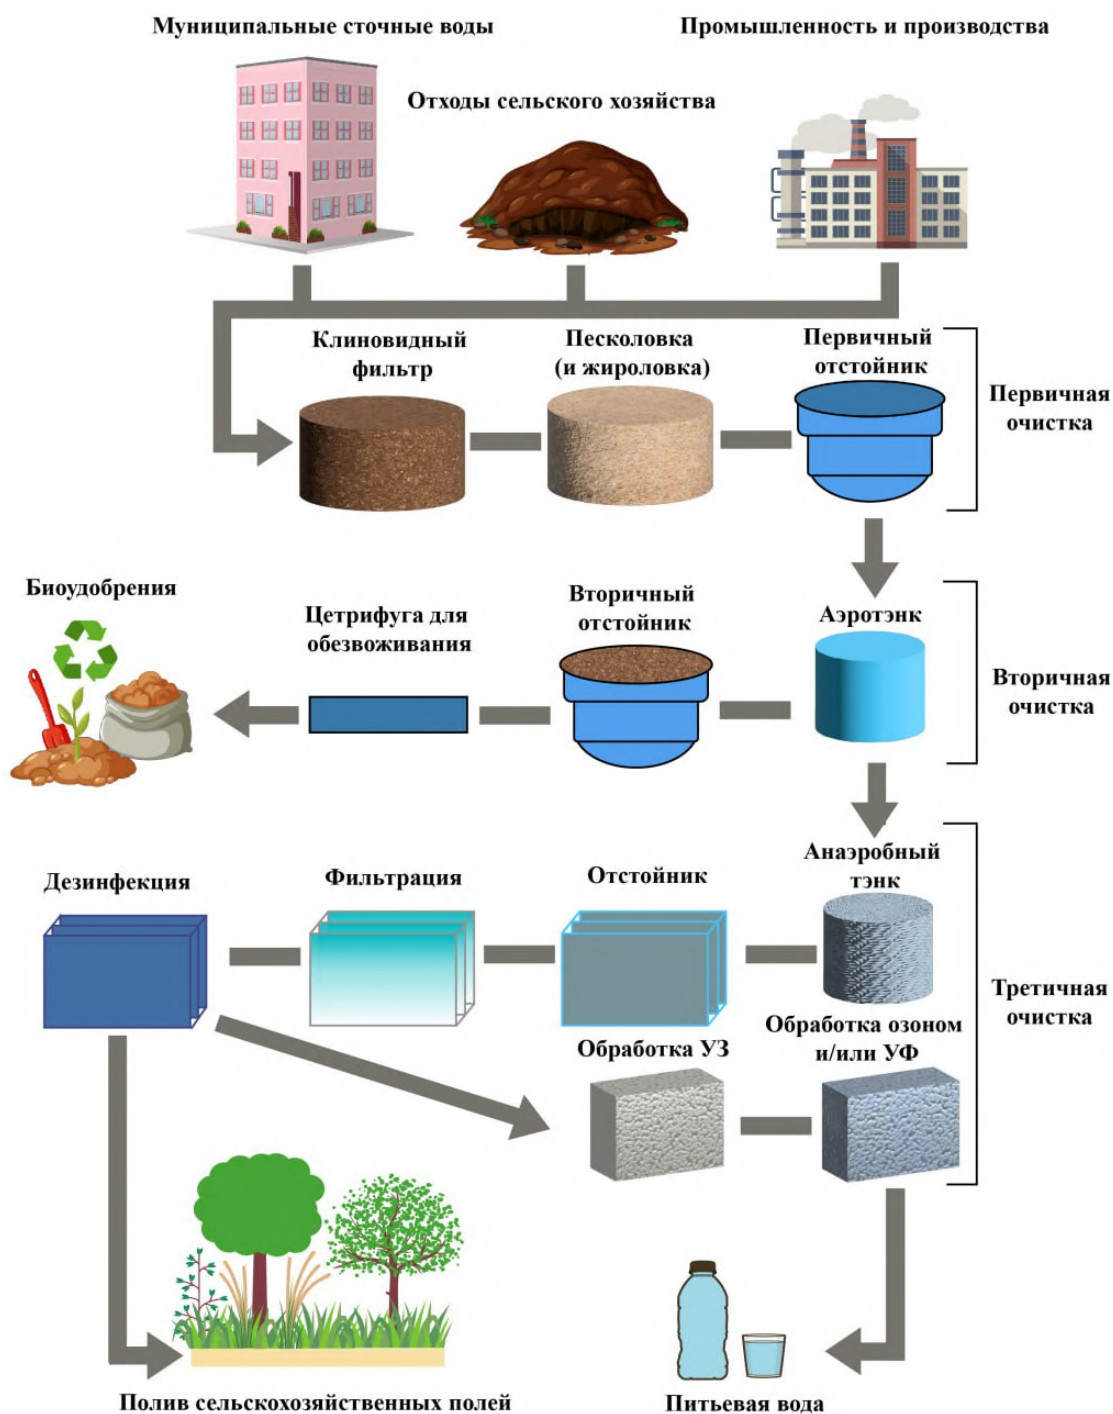 Муниципальные сточные воды
Промышленность и производства
Отходы сельского хозяйства
Клиновидный
фильтр
Песколовка
(и жироловка)
Первичный
отстойник
Первичная
очистка
Биоудобрения
Цетрифуга для
обезвоживания
Вторичный
отстойник
Аэротэнк
Вторичная
очистка
Дезинфекция
Фильтрация
Отстойник
Анаэробный
тэнк
Третичная
очистка
Обработка УЗ
Обработка озоном
и/или УФ
Полив сельскохозяйственных полей
Питьевая вода